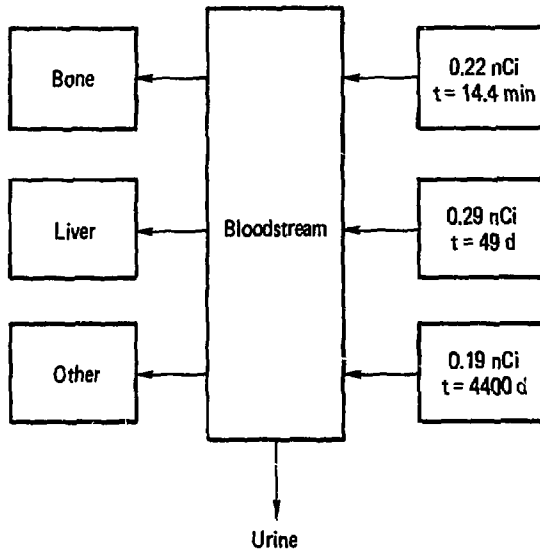 Bone
Liver
Other
Bloodstream
0.22 nCi
t = 14.4 min
0.29 nCi
t = 49 d
0.19 nCi
t = 4400 d
Urine